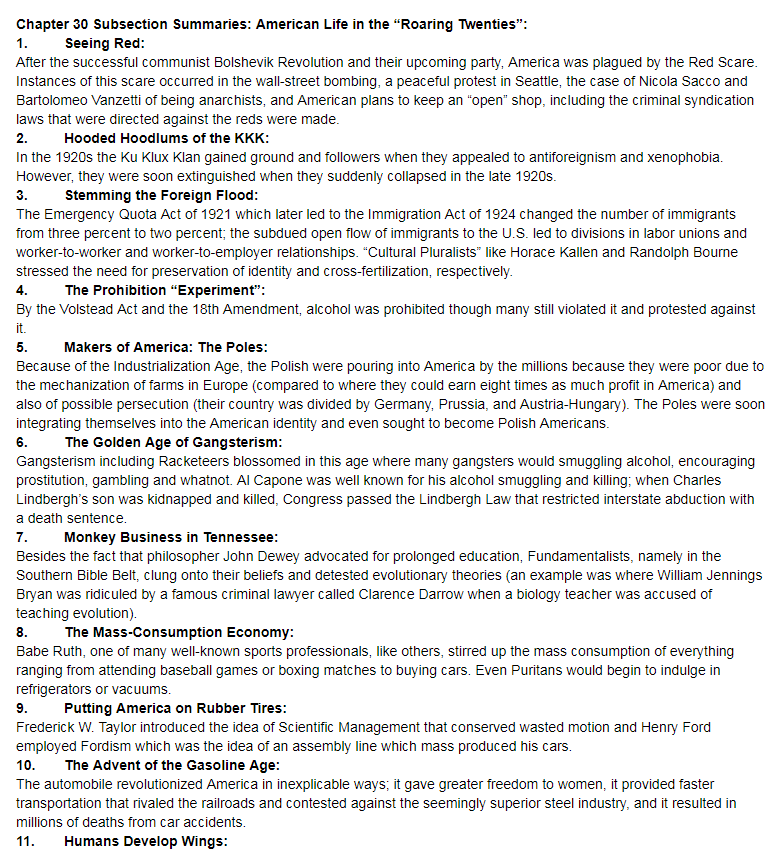 Chapter 30 Subsection Summaries: American Life in the “Roaring Twenties”:
1. Seeing Red:
After the successful communist Bolshevik Revolution and their upcoming party, America was plagued by the Red Scare.
Instances of this scare occurred in the wall-street bombing, a peaceful protest in Seattle, the case of Nicola Sacco and
Bartolomeo Vanzetti of being anarchists, and American plans to keep an “open” shop, including the criminal syndication
laws that were directed against the reds were made.
2. Hooded Hoodlums of the KKK:
In the 1920s the Ku Klux Klan gained ground and followers when they appealed to antiforeignism and xenophobia.
However, they were soon extinguished when they suddenly collapsed in the late 1920s.
3. Stemming the Foreign Flood:
The Emergency Quota Act of 1921 which later led to the Immigration Act of 1924 changed the number of immigrants
from three percent to two percent; the subdued open flow of immigrants to the U.S. led to divisions in labor unions and
worker-to-worker and worker-to-employer relationships. “Cultural Pluralists” like Horace Kallen and Randolph Bourne
stressed the need for preservation of identity and cross-fertilization, respectively.
4. The Prohibition “Experiment”:
By the Volstead Act and the 18th Amendment, alcohol was prohibited though many still violated it and protested against
it.
5. Makers of America: The Poles:
Because of the Industrialization Age, the Polish were pouring into America by the millions because they were poor due to
the mechanization of farms in Europe (compared to where they could earn eight times as much profit in America) and
also of possible persecution (their country was divided by Germany, Prussia, and Austria-Hungary). The Poles were soon
integrating themselves into the American identity and even sought to become Polish Americans.
6. The Golden Age of Gangsterism:
Gangsterism including Racketeers blossomed in this age where many gangsters would smuggling alcohol, encouraging
prostitution, gambling and whatnot. Al Capone was well known for his alcohol smuggling and killing; when Charles
Lindbergh’s son was kidnapped and killed, Congress passed the Lindbergh Law that restricted interstate abduction with
a death sentence.
7. Monkey Business in Tennessee:
Besides the fact that philosopher John Dewey advocated for prolonged education, Fundamentalists, namely in the
Southern Bible Belt, clung onto their beliefs and detested evolutionary theories (an example was where William Jennings
Bryan was ridiculed by a famous criminal lawyer called Clarence Darrow when a biology teacher was accused of
teaching evolution).
8. The Mass-Consumption Economy:
Babe Ruth, one of many well-known sports professionals, like others, stirred up the mass consumption of everything
ranging from attending baseball games or boxing matches to buying cars. Even Puritans would begin to indulge in
refrigerators or vacuums.
9. Putting America on Rubber Tires:
Frederick W. Taylor introduced the idea of Scientific Management that conserved wasted motion and Henry Ford
employed Fordism which was the idea of an assembly line which mass produced his cars.
10. The Advent of the Gasoline Age:
The automobile revolutionized America in inexplicable ways; it gave greater freedom to women, it provided faster
transportation that rivaled the railroads and contested against the seemingly superior steel industry, and it resulted in
millions of deaths from car accidents.
11. Humans Develop Wings: